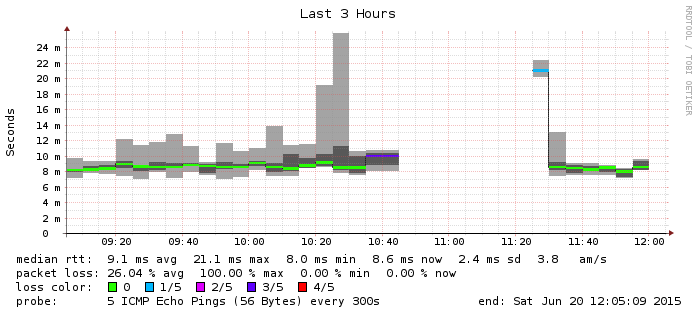 Last 3 Hours
RRDTOOL / TOBI OETIKER
Seconds
24 m
22 m
20 m
18 m
16 m
14 m
12 m
10 m
8 m
6 m
4 m
2 m
0
09:20 09:40 10:00 10:20 10:40 11:00 11:20 11:40 12:00
median rtt: 9.1 ms avg 21.1 ms max 8.0 ms min 8.6 ms now 2.4 ms sd 3.8 am/s
packet loss: 26.04 % avg 100.00 % max 0.00 % min 0.00 % now
loss color: 0 1/5 2/5 3/5 4/5
probe: 5 ICMP Echo Pings (56 Bytes) every 300s end: Sat Jun 20 12:05:09 2015